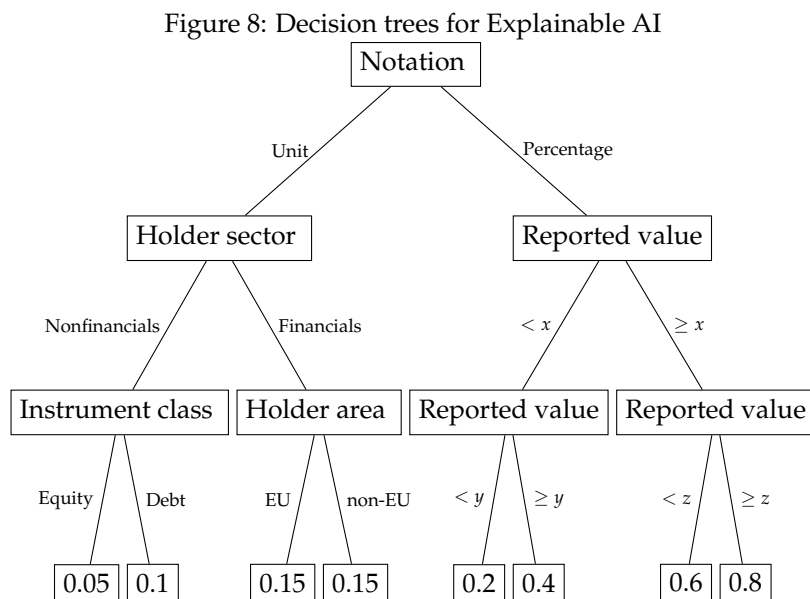 Figure 8: Decision trees for Explainable AI
Notation
Unit
Percentage
Holder sector
Reported value
Nonfinancials
Financials
< x
≥ x
Instrument class
Holder area
Reported value
Reported value
Equity
Debt
EU
non-EU
< y
≥ y
< z
≥ z
0.05
0.1
0.15
0.15
0.2
0.4
0.6
0.8